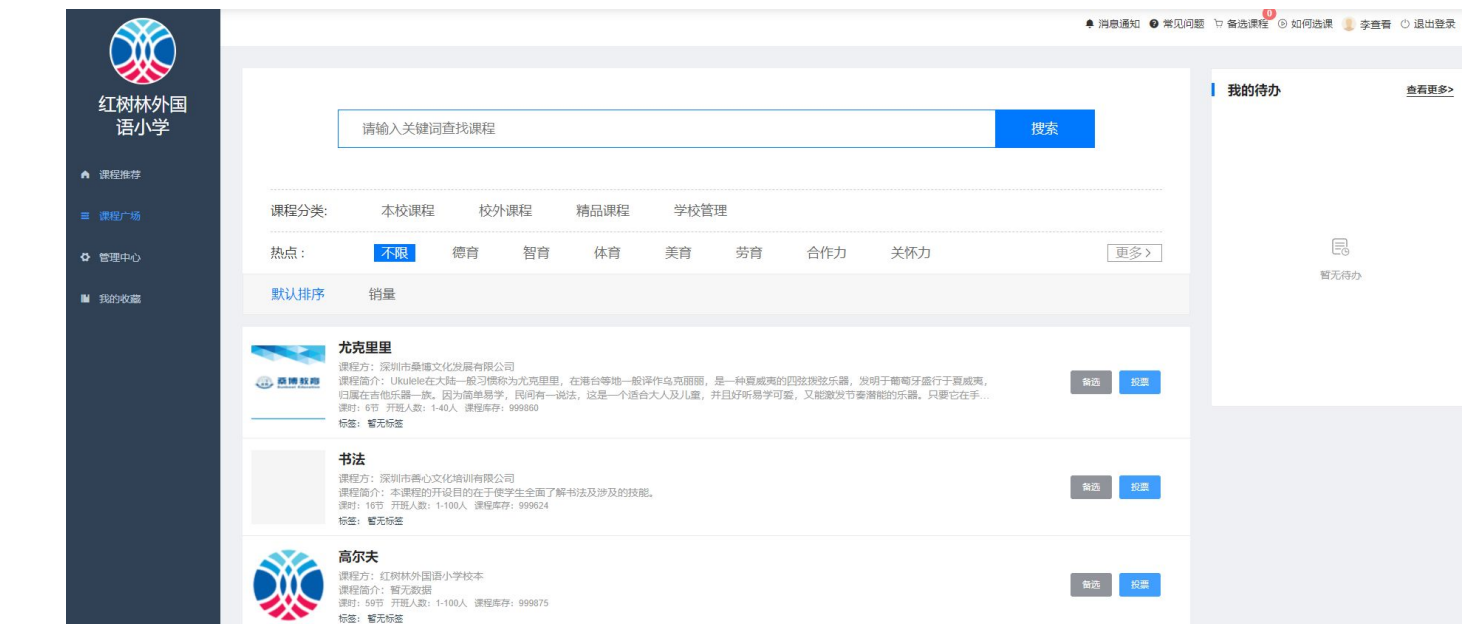 消息通知 常见问题 备选课程 0 如何选课 李查看 退出登录
红树林外国
语小学
课程推荐
课程广场
管理中心
我的收藏
请输入关键词查找课程 搜索
课程分类: 本校课程 校外课程 精品课程 学校管理
热点: 不限 德育 智育 体育 美育 劳育 合作力 关怀力 更多>
默认排序 销量
尤克里里
课程方: 深圳市桑博文化发展有限公司
课程简介: Ukulele在大陆一般习惯称为尤克里里，在港台等地一般译作乌克丽丽，是一种夏威夷的四弦拨弦乐器，发明于葡萄牙盛行于夏威夷，
归属在吉他乐器一族。因为简单易学，民间有一说法，这是一个适合大人及儿童，并且好听易学可爱，又能激发节奏潜能的乐器。只要它在手...
课时: 6节 开班人数: 1-40人 课程库存: 999860
标签: 暂无标签
桑博教育
备选 投票
书法
课程方: 深圳市善心文化培训有限公司
课程简介: 本课程的开设目的在于使学生全面了解书法及涉及的技能。
课时: 16节 开班人数: 1-100人 课程库存: 999624
标签: 暂无标签
备选 投票
高尔夫
课程方: 红树林外国语小学校本
课程简介: 暂无数据
课时: 59节 开班人数: 1-100人 课程库存: 999875
标签: 暂无标签
备选 投票
我的待办 查看更多>
暂无待办